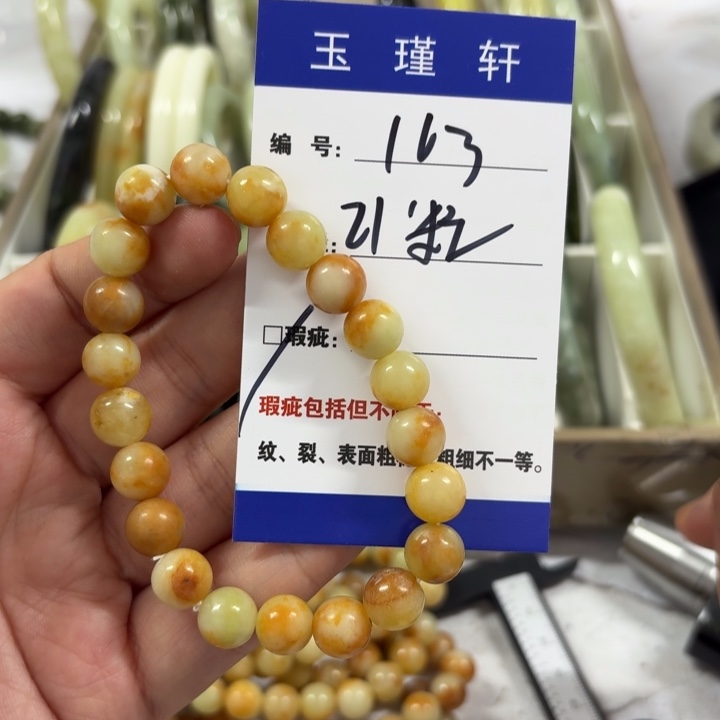 玉瑾轩
编号: 163
21粒
□瑕疵:
瑕疵包括但不
纹、裂、表面粗 粗细不一等。